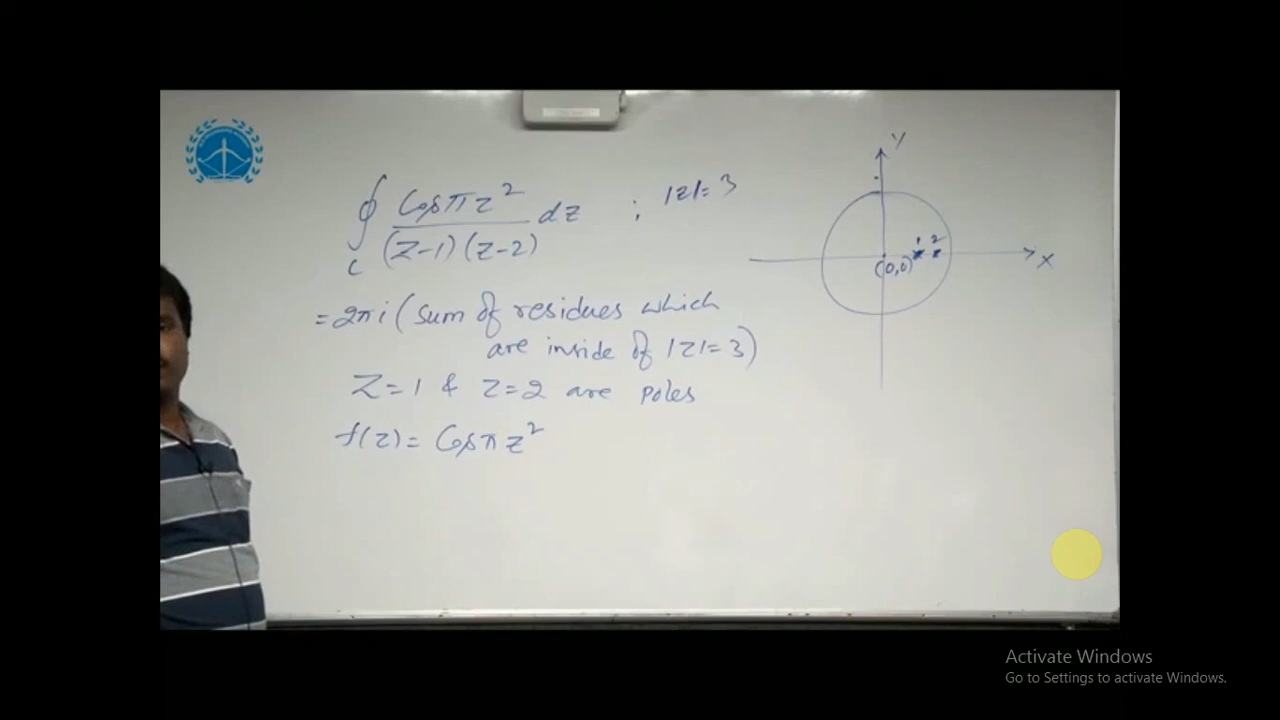 ∮_C Cos π z² / (z-1)(z-2) dz ; |z|= 3
= 2πi ( Sum of residues which
are inside of |z|= 3 )
Z = 1 & Z = 2 are poles
f(z) = Cos π z²
Y
1 2
(0,0)
X
Activate Windows
Go to Settings to activate Windows.